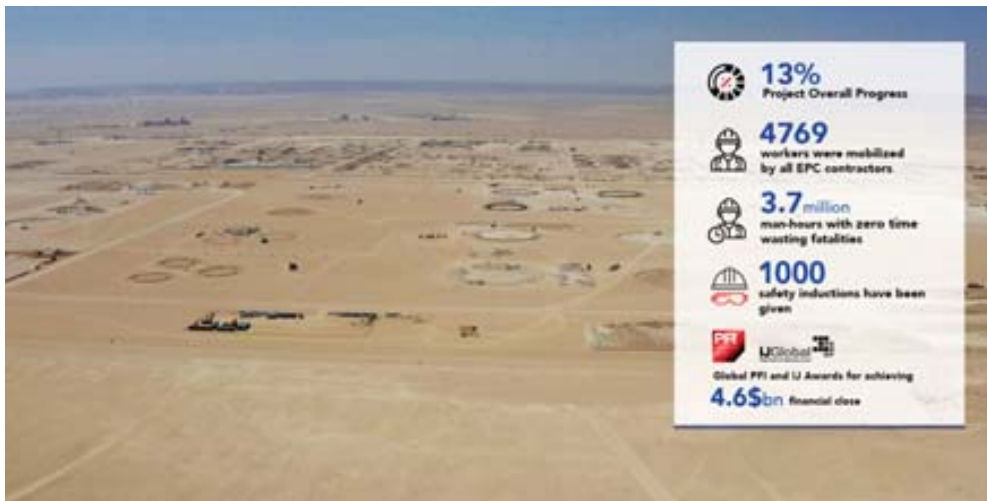 13%
Project Overall Progress
4769
workers were mobilized
by all EPC contractors
3.7 million
man-hours with zero time
wasting fatalities
1000
safety inductions have been
given
PFI
IJGlobal
Global PFI and IJ Awards for achieving
4.6$bn financial close